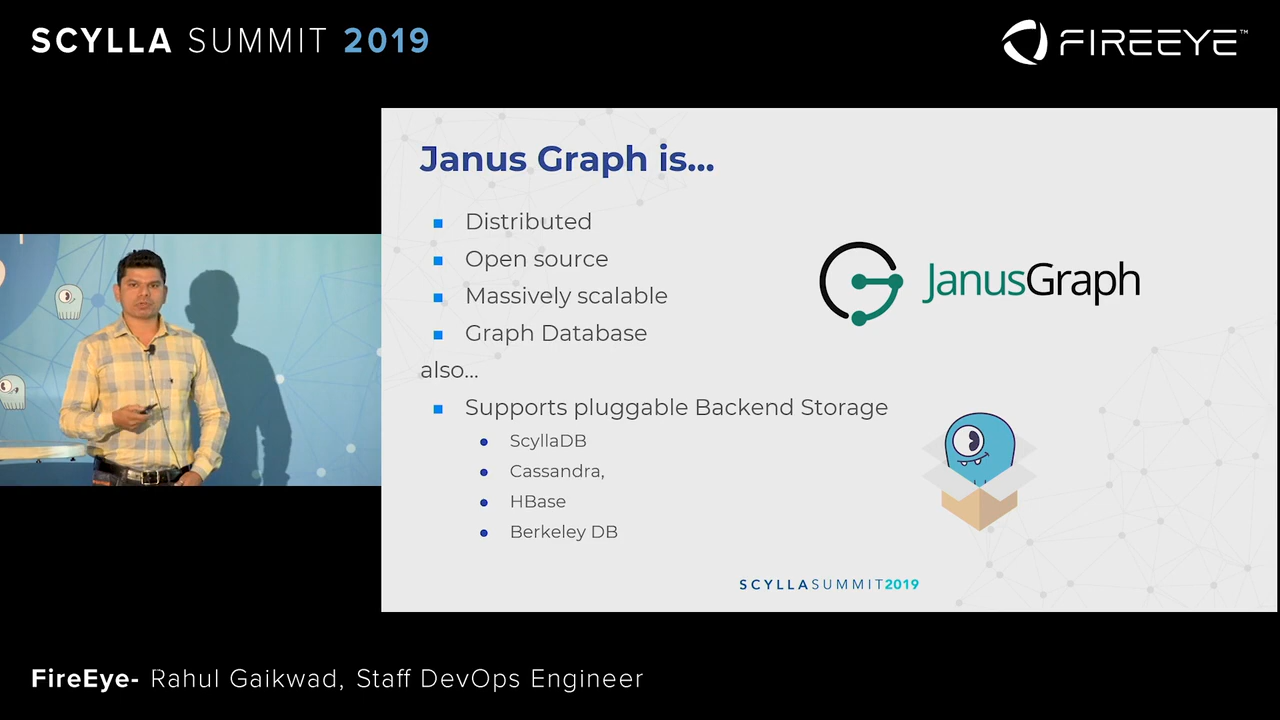 SCYLLA SUMMIT 2019
FIREEYE™
Janus Graph is...
Distributed
Open source
Massively scalable
Graph Database
also...
Supports pluggable Backend Storage
ScyllaDB
Cassandra,
HBase
Berkeley DB
JanusGraph
SCYLLASUMMIT2019
FireEye- Rahul Gaikwad, Staff DevOps Engineer